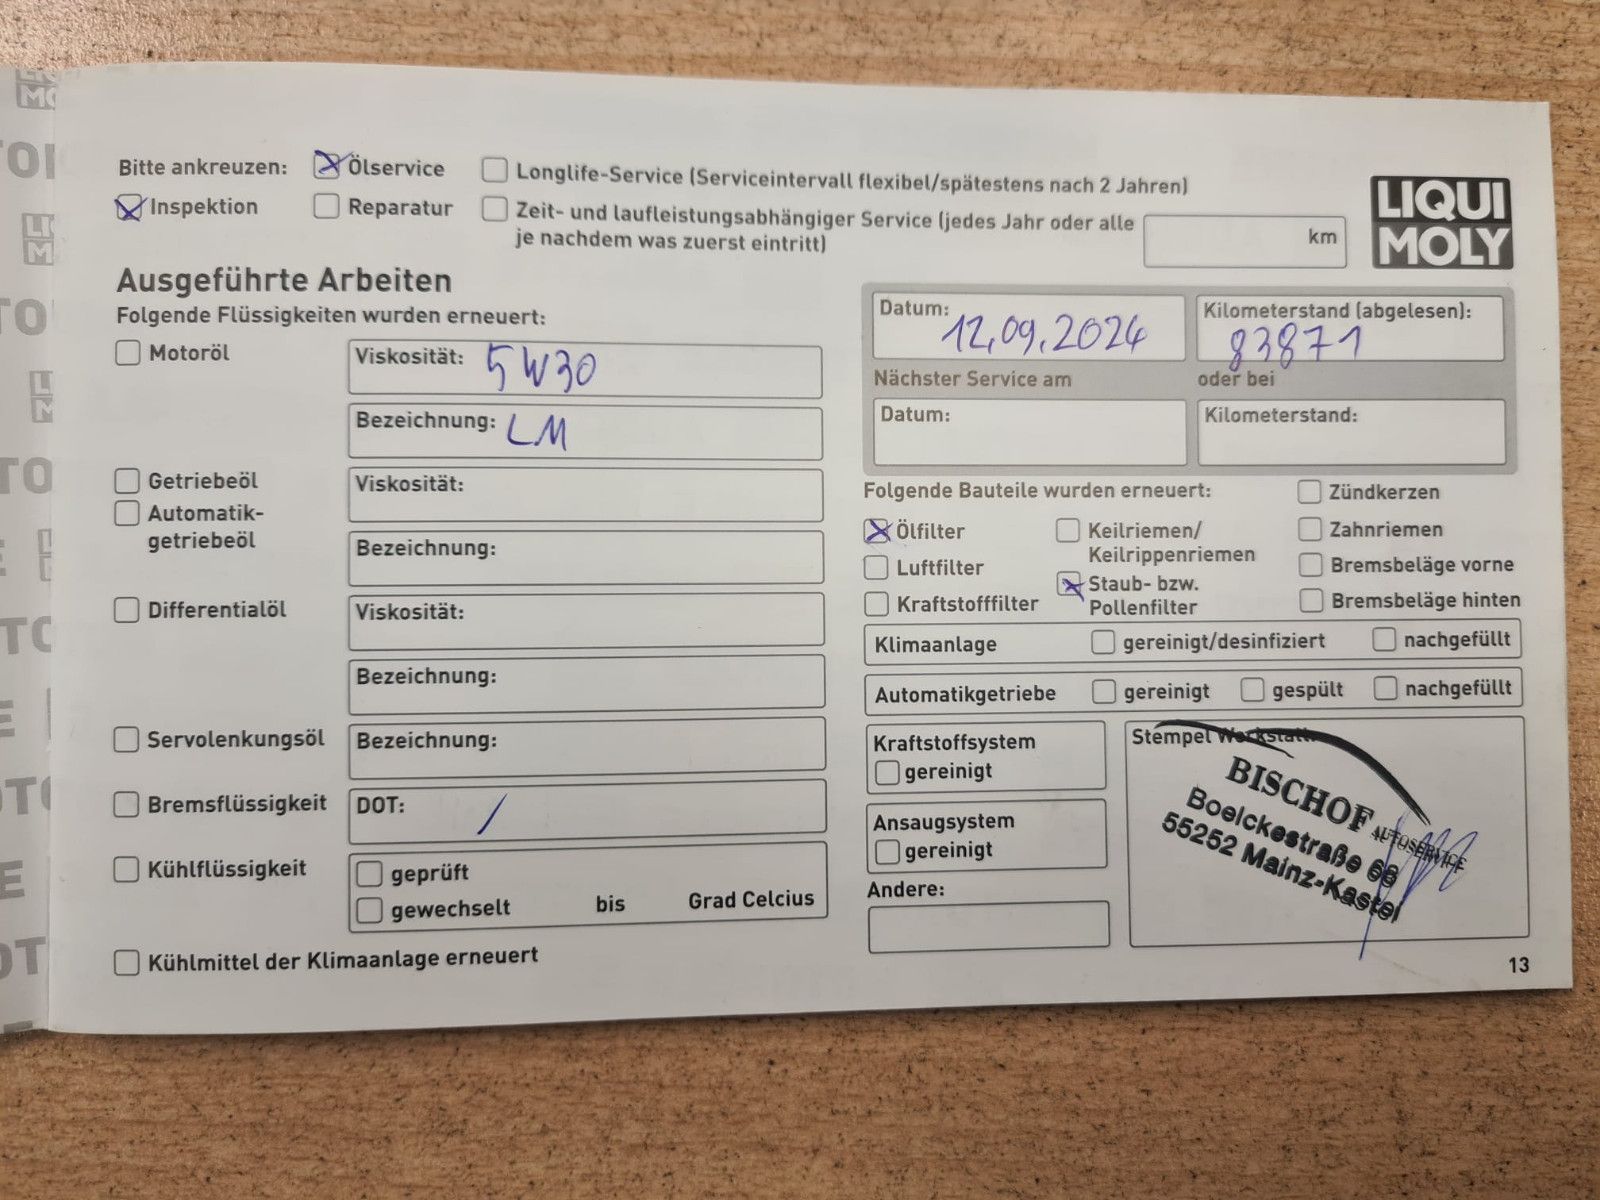 Bitte ankreuzen: Ölservice Longlife-Service (Serviceintervall flexibel/spätestens nach 2 Jahren)
Inspektion Reparatur Zeit- und laufleistungsabhängiger Service (jedes Jahr oder alle km
je nachdem was zuerst eintritt)
LIQUI
MOLY
Ausgeführte Arbeiten
Folgende Flüssigkeiten wurden erneuert:
Motoröl Viskosität: 5W30
Bezeichnung: LM
Getriebeöl Viskosität:
Automatik-
getriebeöl Bezeichnung:
Differentialöl Viskosität:
Bezeichnung:
Servolenkungsöl Bezeichnung:
Bremsflüssigkeit DOT: /
Kühlflüssigkeit geprüft
gewechselt bis Grad Celcius
Kühlmittel der Klimaanlage erneuert
Datum: 12.09.2024 Kilometerstand (abgelesen): 83871
Nächster Service am oder bei
Datum: Kilometerstand:
Folgende Bauteile wurden erneuert: Zündkerzen
Ölfilter Keilriemen/ Zahnriemen
Keilrippenriemen
Luftfilter Staub- bzw. Bremsbeläge vorne
Kraftstofffilter Pollenfilter Bremsbeläge hinten
Klimaanlage gereinigt/desinfiziert nachgefüllt
Automatikgetriebe gereinigt gespült nachgefüllt
Kraftstoffsystem
gereinigt
Ansaugsystem
gereinigt
Andere:
Stempel Werkstatt:
BISCHOF AUTOSERVICE
Boelckestraße 68
55252 Mainz-Kastel
13